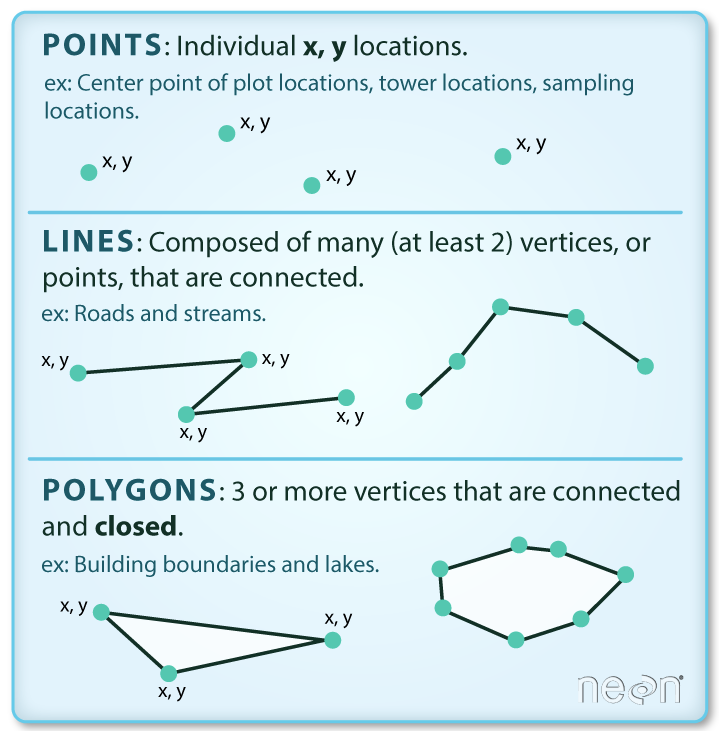 POINTS: Individual x, y locations.
ex: Center point of plot locations, tower locations, sampling
locations.
x, y
x, y
x, y
x, y
LINES: Composed of many (at least 2) vertices, or
points, that are connected.
ex: Roads and streams.
x, y
x, y
x, y
x, y
POLYGONS: 3 or more vertices that are connected
and closed.
ex: Building boundaries and lakes.
x, y
x, y
x, y
neon